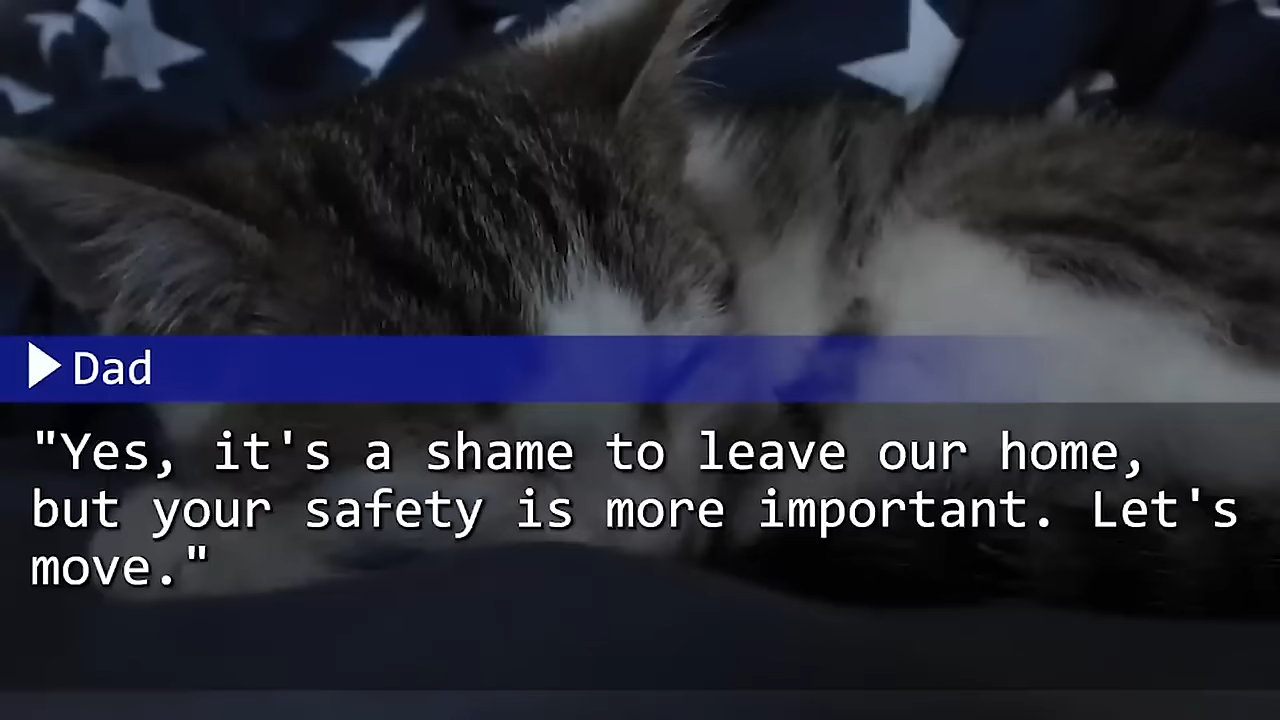 Dad
"Yes, it's a shame to leave our home,
but your safety is more important. Let's
move."